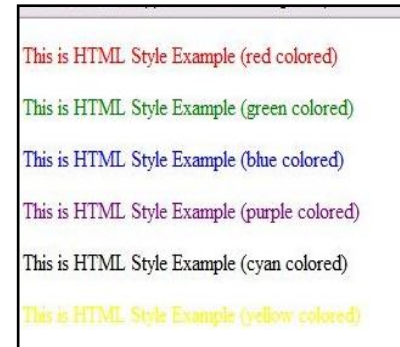 This is HTML Style Example (red colored)
This is HTML Style Example (green colored)
This is HTML Style Example (blue colored)
This is HTML Style Example (purple colored)
This is HTML Style Example (cyan colored)
This is HTML Style Example (yellow colored)